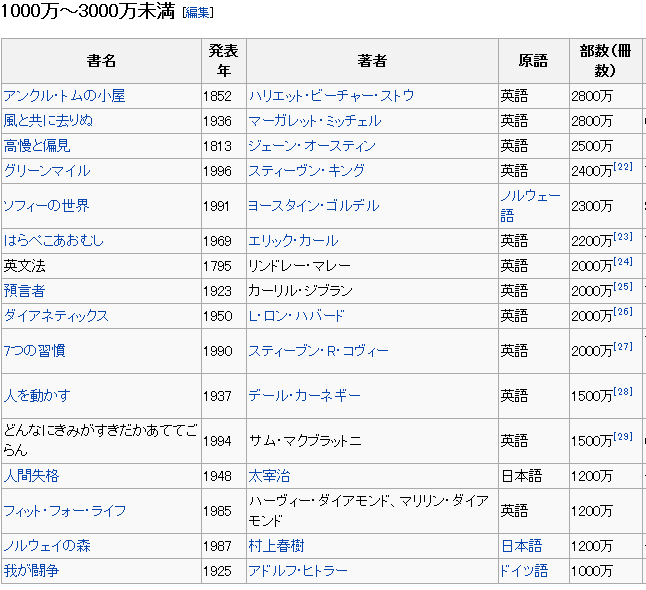 1000万～3000万未満 [編集]
書名 発表年 著者 原語 部数(冊数)
アンクル・トムの小屋 1852 ハリエット・ビーチャー・ストウ 英語 2800万
風と共に去りぬ 1936 マーガレット・ミッチェル 英語 2800万
高慢と偏見 1813 ジェーン・オースティン 英語 2500万
グリーンマイル 1996 スティーヴン・キング 英語 2400万[22]
ソフィーの世界 1991 ヨースタイン・ゴルデル ノルウェー語 2300万
はらぺこあおむし 1969 エリック・カール 英語 2200万[23]
英文法 1795 リンドレー・マレー 英語 2000万[24]
預言者 1923 カーリル・ジブラン 英語 2000万[25]
ダイアネティックス 1950 L・ロン・ハバード 英語 2000万[26]
7つの習慣 1990 スティーブン・R・コヴィー 英語 2000万[27]
人を動かす 1937 デール・カーネギー 英語 1500万[28]
どんなにきみがすきだかあててごらん 1994 サム・マクブラットニ 英語 1500万[29]
人間失格 1948 太宰治 日本語 1200万
フィット・フォー・ライフ 1985 ハーヴィー・ダイアモンド、マリリン・ダイアモンド 英語 1200万
ノルウェイの森 1987 村上春樹 日本語 1200万
我が闘争 1925 アドルフ・ヒトラー ドイツ語 1000万